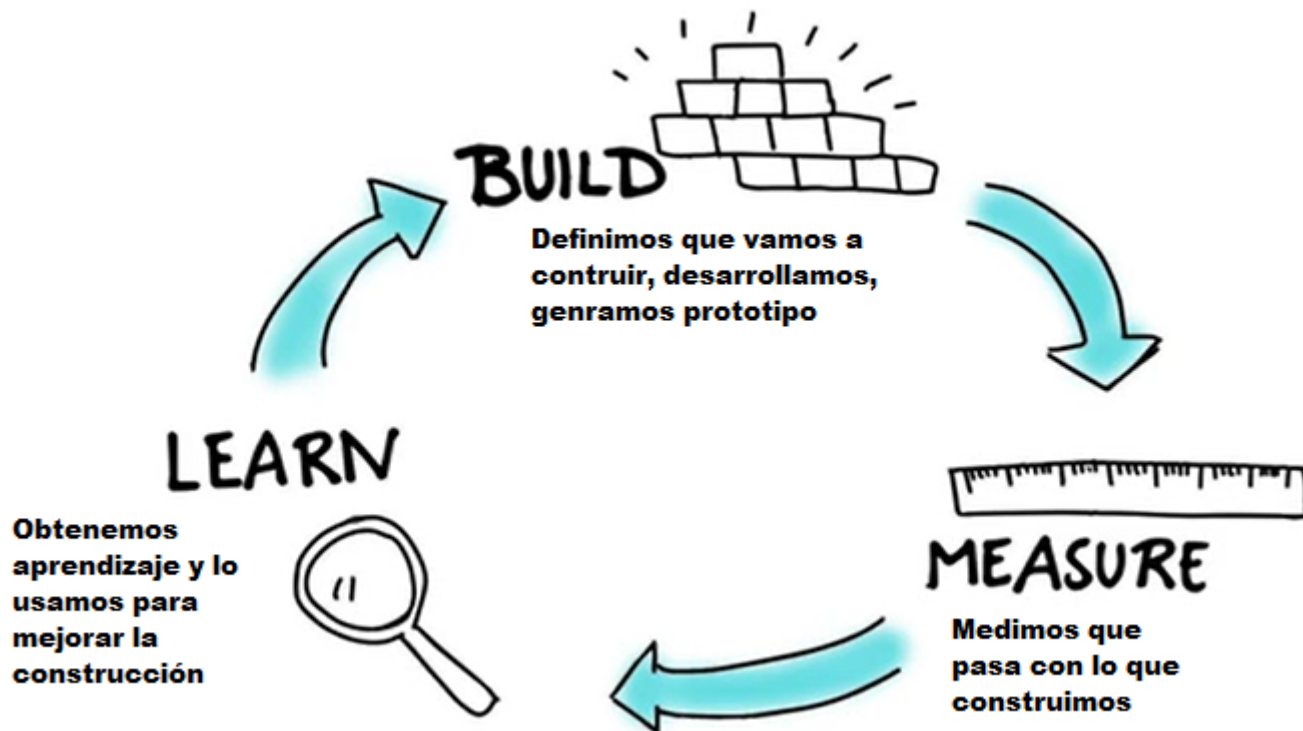 BUILD
Definimos que vamos a
contruir, desarrollamos,
genramos prototipo
LEARN
Obtenemos
aprendizaje y lo
usamos para
mejorar la
construcción
MEASURE
Medimos que
pasa con lo que
construimos